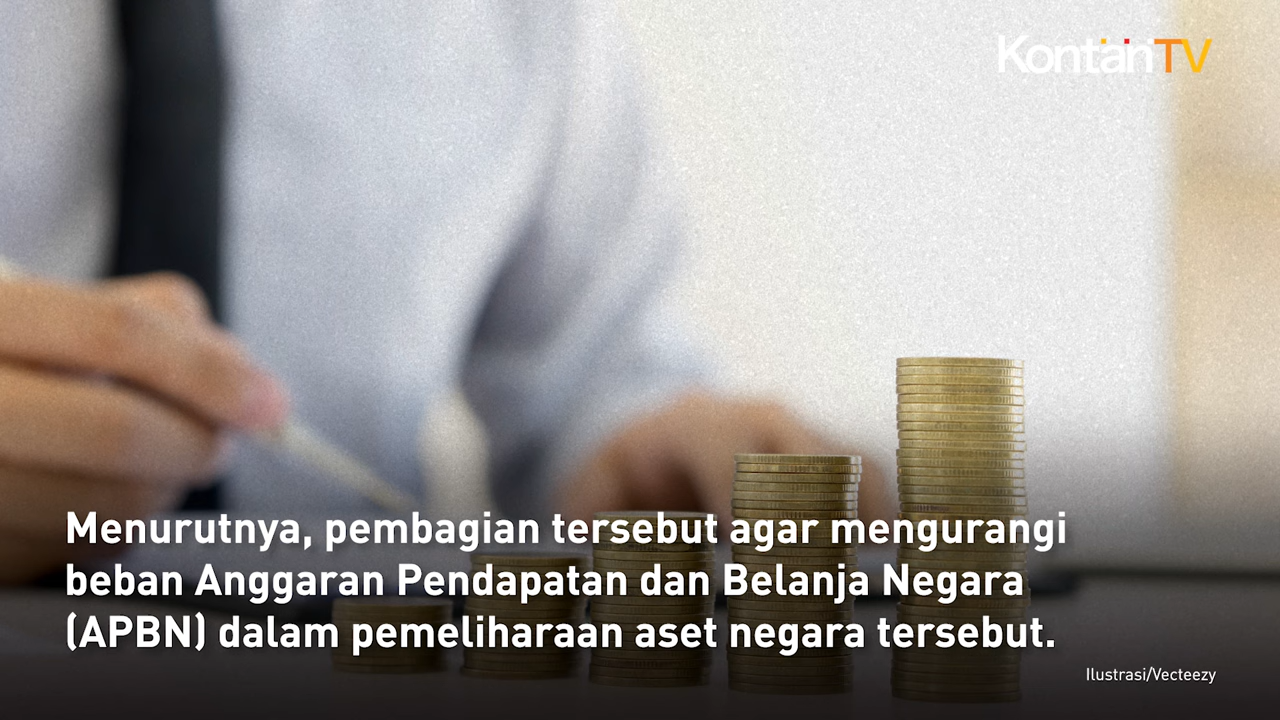 KontanTV
Menurutnya, pembagian tersebut agar mengurangi
beban Anggaran Pendapatan dan Belanja Negara
(APBN) dalam pemeliharaan aset negara tersebut.
Ilustrasi/Vecteezy